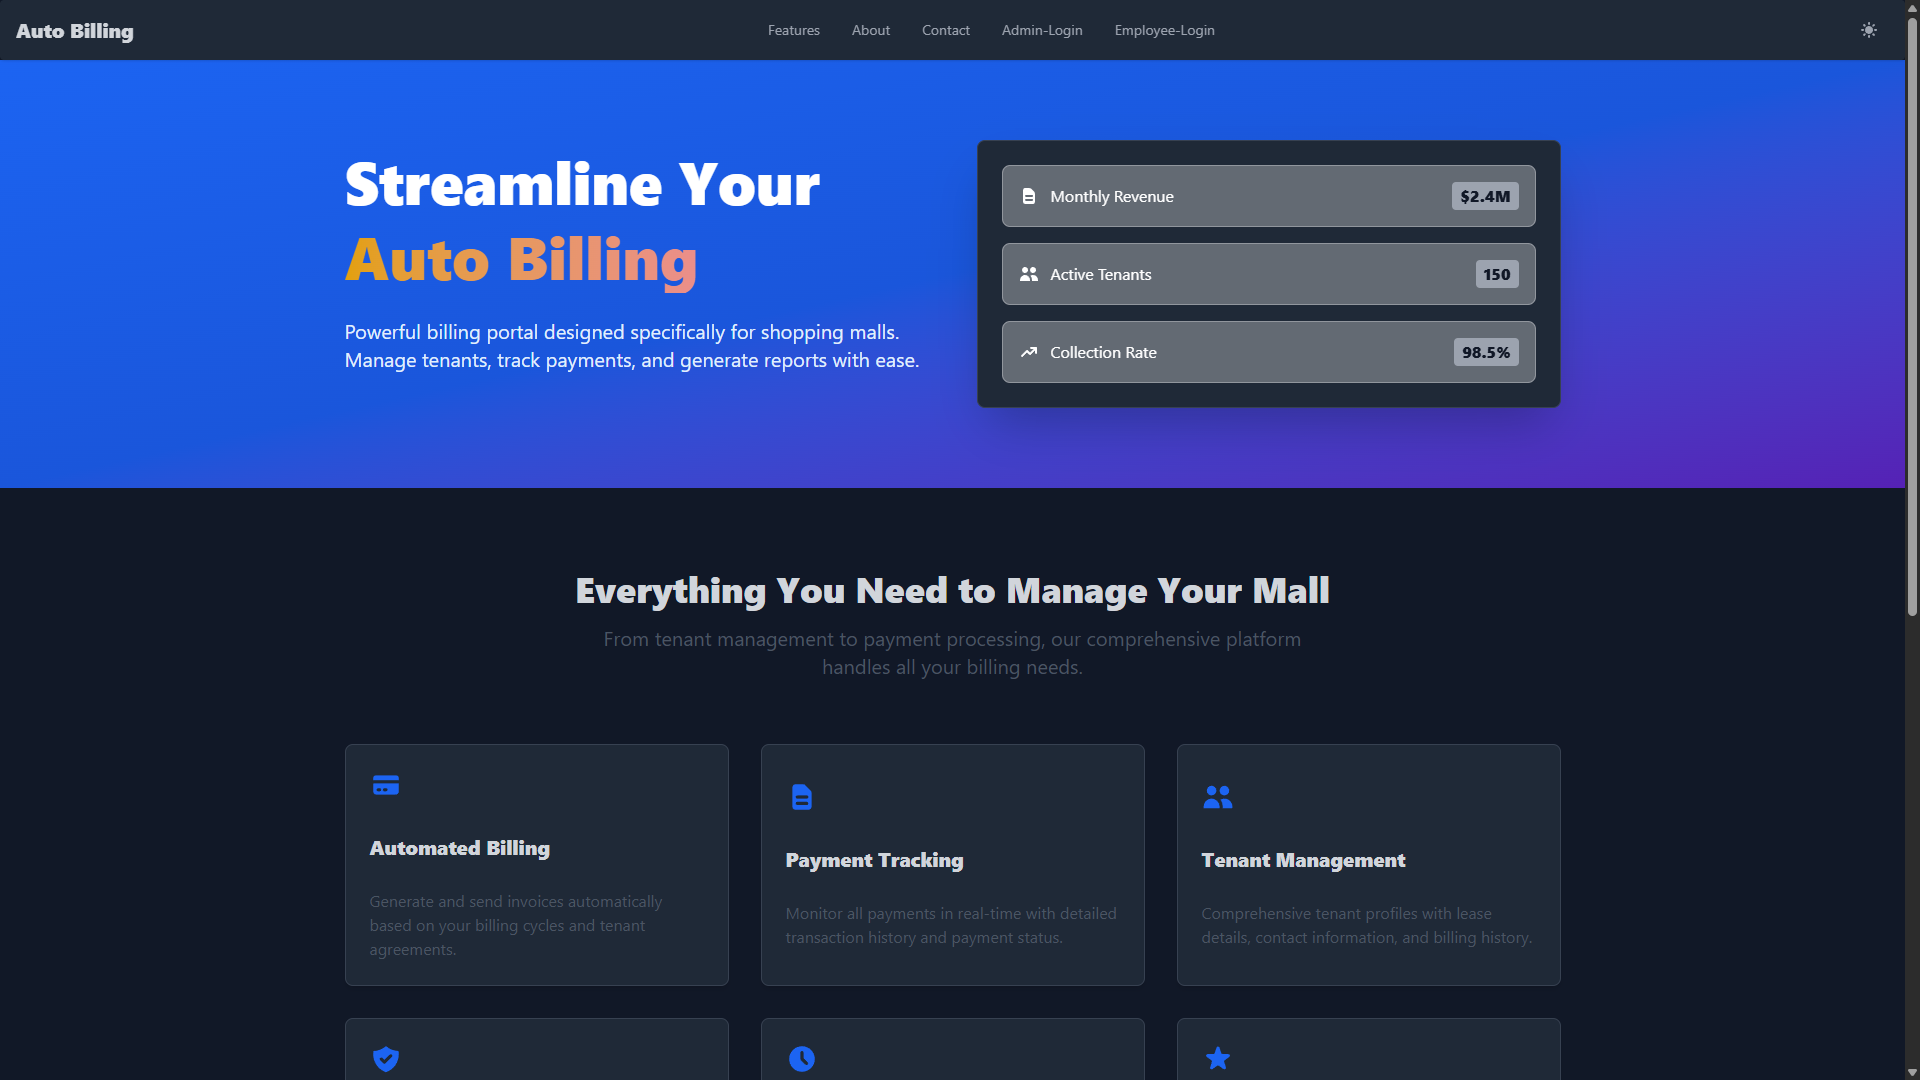 Auto Billing
Features
About
Contact
Admin-Login
Employee-Login
Streamline Your
Auto Billing
Powerful billing portal designed specifically for shopping malls.
Manage tenants, track payments, and generate reports with ease.
Monthly Revenue
$2.4M
Active Tenants
150
Collection Rate
98.5%
Everything You Need to Manage Your Mall
From tenant management to payment processing, our comprehensive platform
handles all your billing needs.
Automated Billing
Generate and send invoices automatically
based on your billing cycles and tenant
agreements.
Payment Tracking
Monitor all payments in real-time with detailed
transaction history and payment status.
Tenant Management
Comprehensive tenant profiles with lease
details, contact information, and billing history.